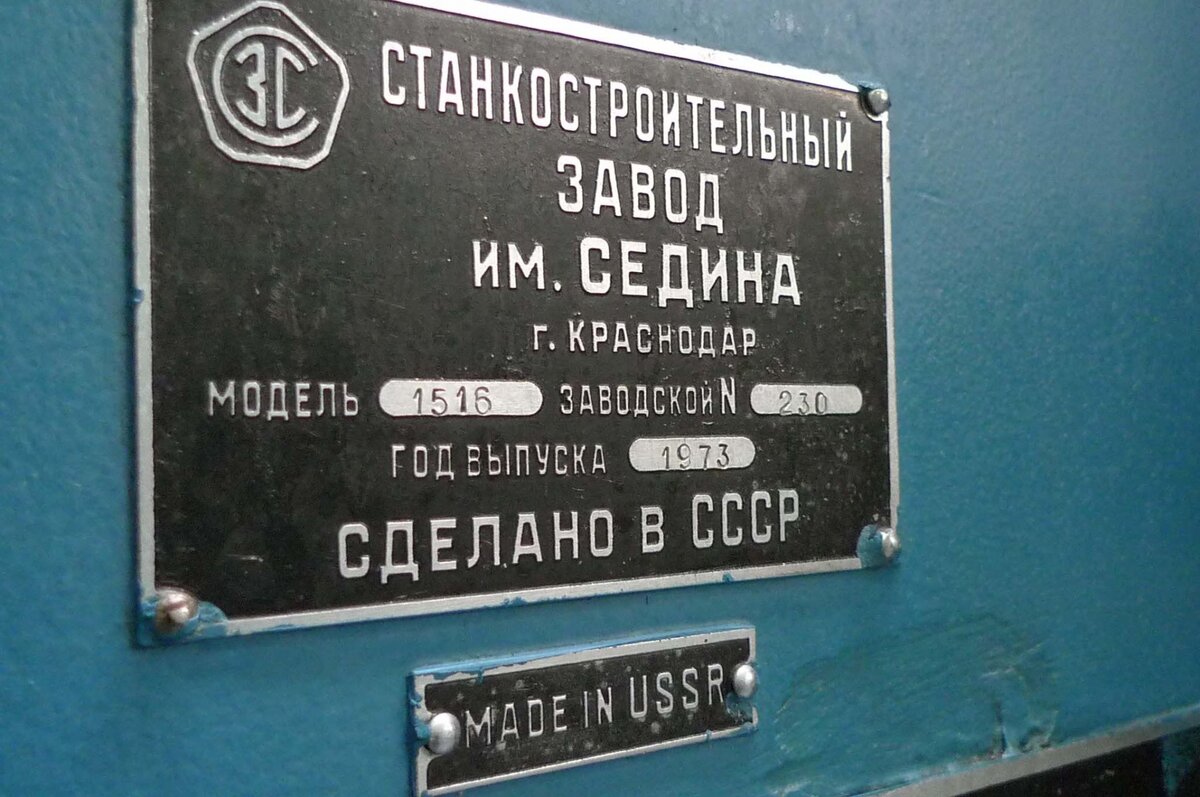 ЗС
СТАНКОСТРОИТЕЛЬНЫЙ
ЗАВОД
ИМ. СЕДИНА
г. КРАСНОДАР
МОДЕЛЬ 1516 ЗАВОДСКОЙ N 230
ГОД ВЫПУСКА 1973
СДЕЛАНО В СССР
MADE IN USSR